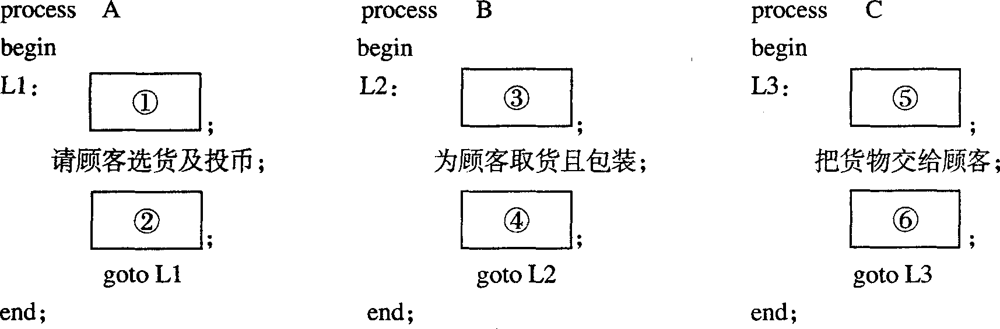 process A
begin
L1:
①;
请顾客选货及投币;
②;
goto L1
end;
process B
begin
L2:
③;
为顾客取货且包装;
④;
goto L2
end;
process C
begin
L3:
⑤;
把货物交给顾客;
⑥;
goto L3
end;